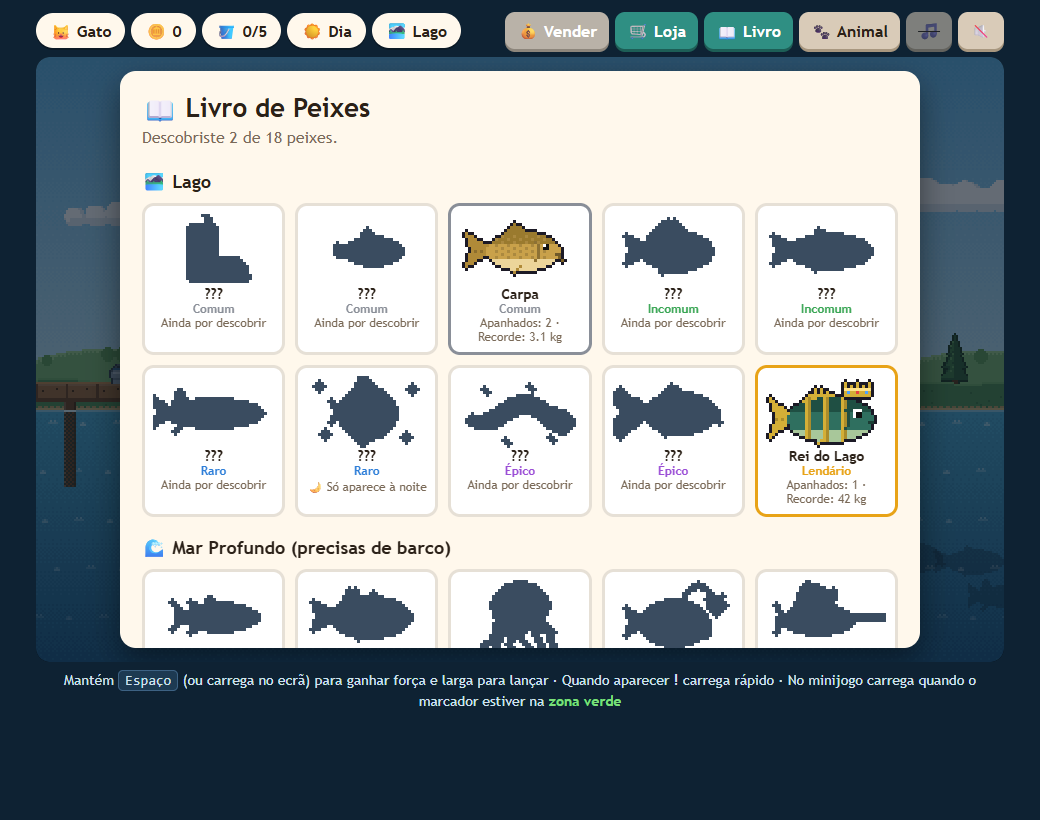 Gato
0
0/5
Dia
Lago
Vender
Loja
Livro
Animal
Livro de Peixes
Descobriste 2 de 18 peixes.
Lago
???
Comum
Ainda por descobrir
???
Comum
Ainda por descobrir
Carpa
Comum
Apanhados: 2 ·
Recorde: 3.1 kg
???
Incomum
Ainda por descobrir
???
Incomum
Ainda por descobrir
???
Raro
Ainda por descobrir
???
Raro
Só aparece à noite
???
Épico
Ainda por descobrir
???
Épico
Ainda por descobrir
Rei do Lago
Lendário
Apanhados: 1 ·
Recorde: 42 kg
Mar Profundo (precisas de barco)
Mantém Espaço (ou carrega no ecrã) para ganhar força e larga para lançar · Quando aparecer ! carrega rápido · No minijogo carrega quando o
marcador estiver na zona verde